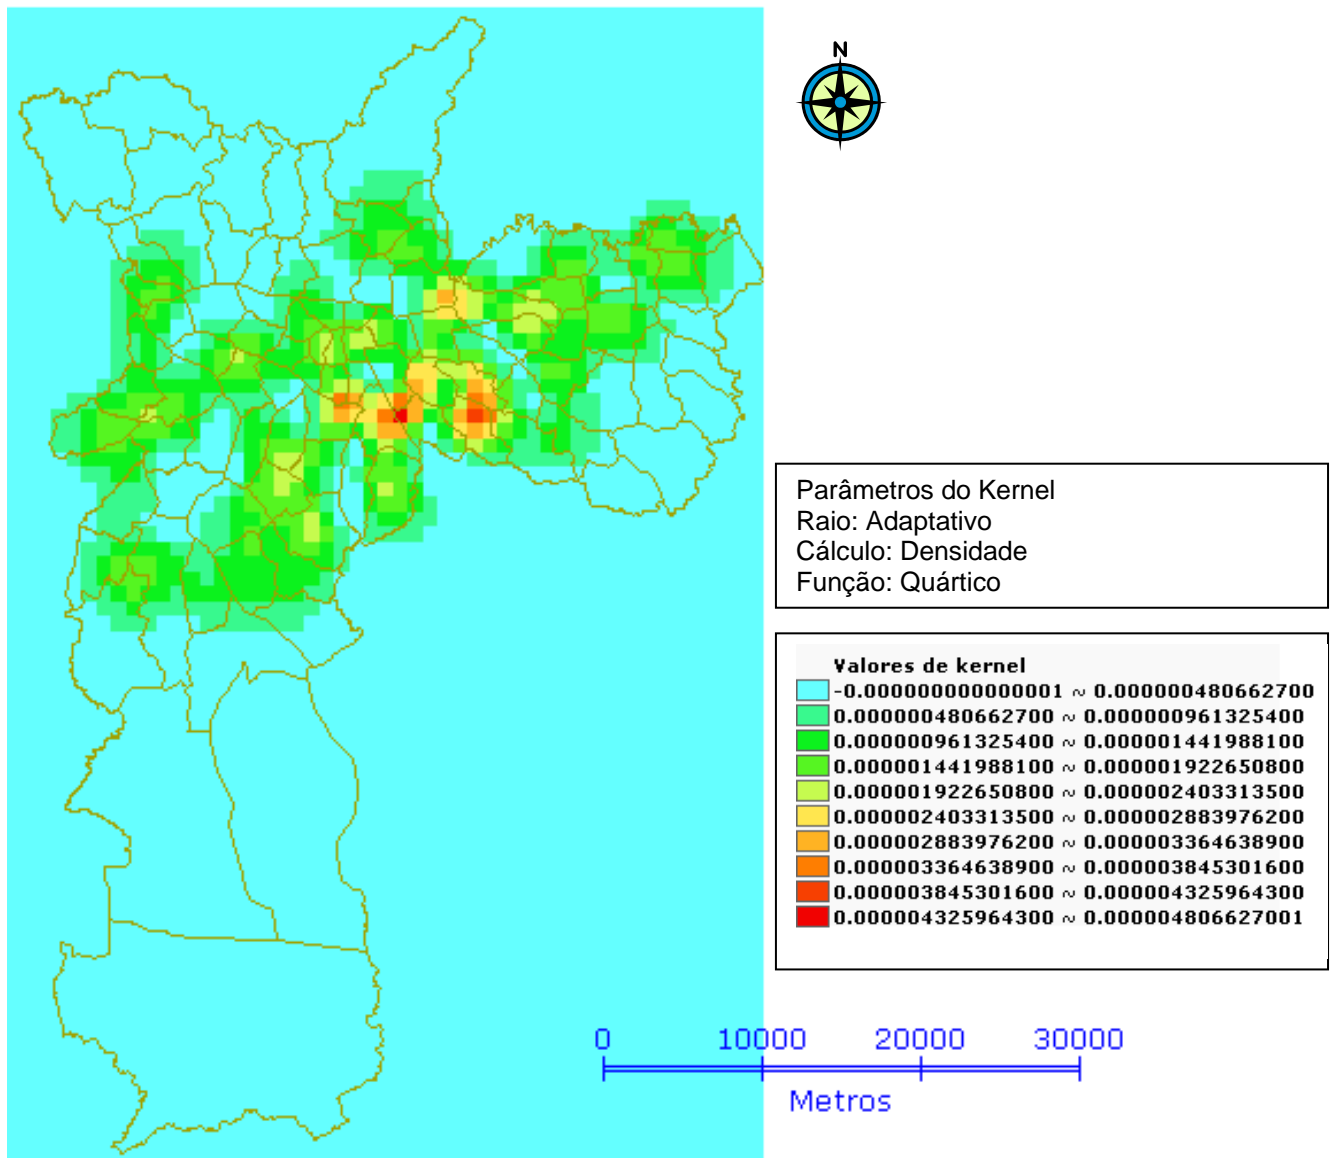 N
Parâmetros do Kernel
Raio: Adaptativo
Cálculo: Densidade
Função: Quártico
Valores de kernel
-0.000000000000001 ~ 0.000000480662700
0.000000480662700 ~ 0.000000961325400
0.000000961325400 ~ 0.000001441988100
0.000001441988100 ~ 0.000001922650800
0.000001922650800 ~ 0.000002403313500
0.000002403313500 ~ 0.000002883976200
0.000002883976200 ~ 0.000003364638900
0.000003364638900 ~ 0.000003845301600
0.000003845301600 ~ 0.000004325964300
0.000004325964300 ~ 0.000004806627001
0 10000 20000 30000
Metros